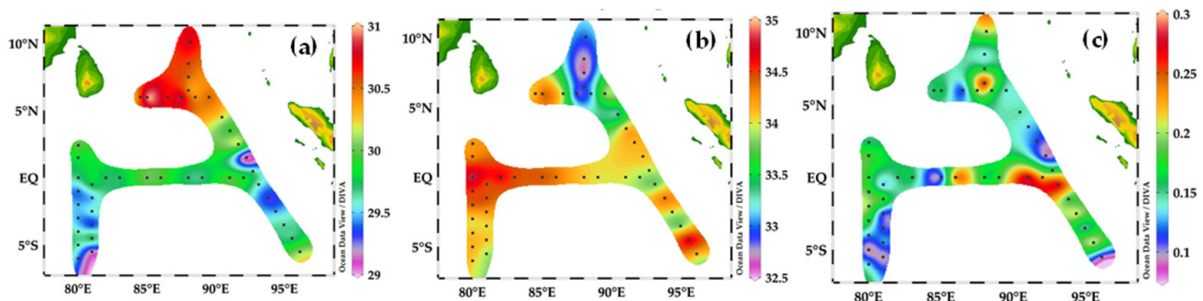 (a)
10°N
5°N
EQ
5°S
80°E 85°E 90°E 95°E
31
30.5
30
29.5
29
Ocean Data View / DIVA
(b)
10°N
5°N
EQ
5°S
80°E 85°E 90°E 95°E
35
34.5
34
33.5
33
32.5
Ocean Data View / DIVA
(c)
10°N
5°N
EQ
5°S
80°E 85°E 90°E 95°E
0.3
0.25
0.2
0.15
0.1
Ocean Data View / DIVA